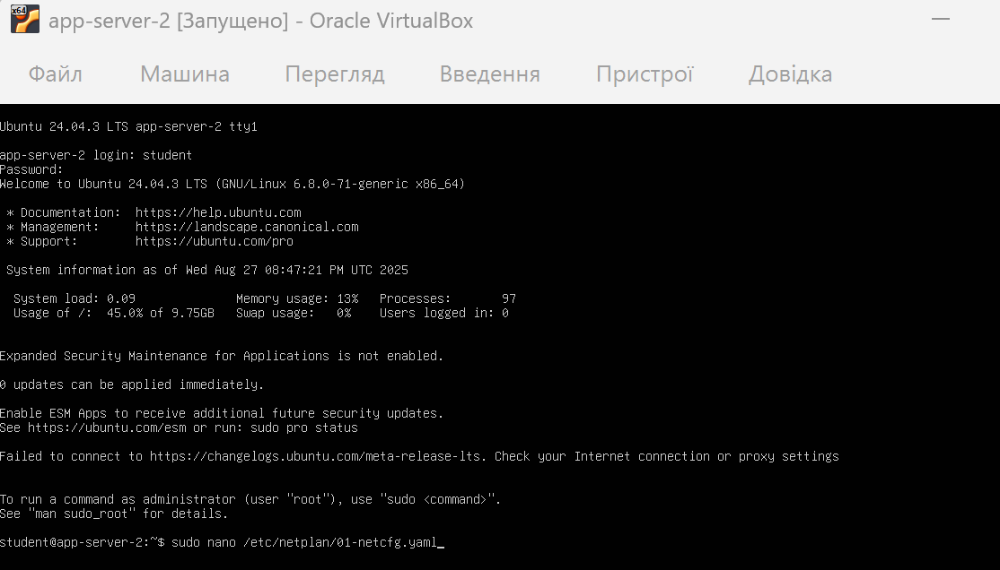 x64
app-server-2 [Запущено] - Oracle VirtualBox
Файл Машина Перегляд Введення Пристрої Довідка
Ubuntu 24.04.3 LTS app-server-2 tty1
app-server-2 login: student
Password:
Welcome to Ubuntu 24.04.3 LTS (GNU/Linux 6.8.0-71-generic x86_64)
* Documentation: https://help.ubuntu.com
* Management: https://landscape.canonical.com
* Support: https://ubuntu.com/pro
System information as of Wed Aug 27 08:47:21 PM UTC 2025
System load: 0.09 Memory usage: 13% Processes: 97
Usage of /: 45.0% of 9.75GB Swap usage: 0% Users logged in: 0
Expanded Security Maintenance for Applications is not enabled.
0 updates can be applied immediately.
Enable ESM Apps to receive additional future security updates.
See https://ubuntu.com/esm or run: sudo pro status
Failed to connect to https://changelogs.ubuntu.com/meta-release-lts. Check your Internet connection or proxy settings
To run a command as administrator (user "root"), use "sudo <command>".
See "man sudo_root" for details.
student@app-server-2:~$ sudo nano /etc/netplan/01-netcfg.yaml_